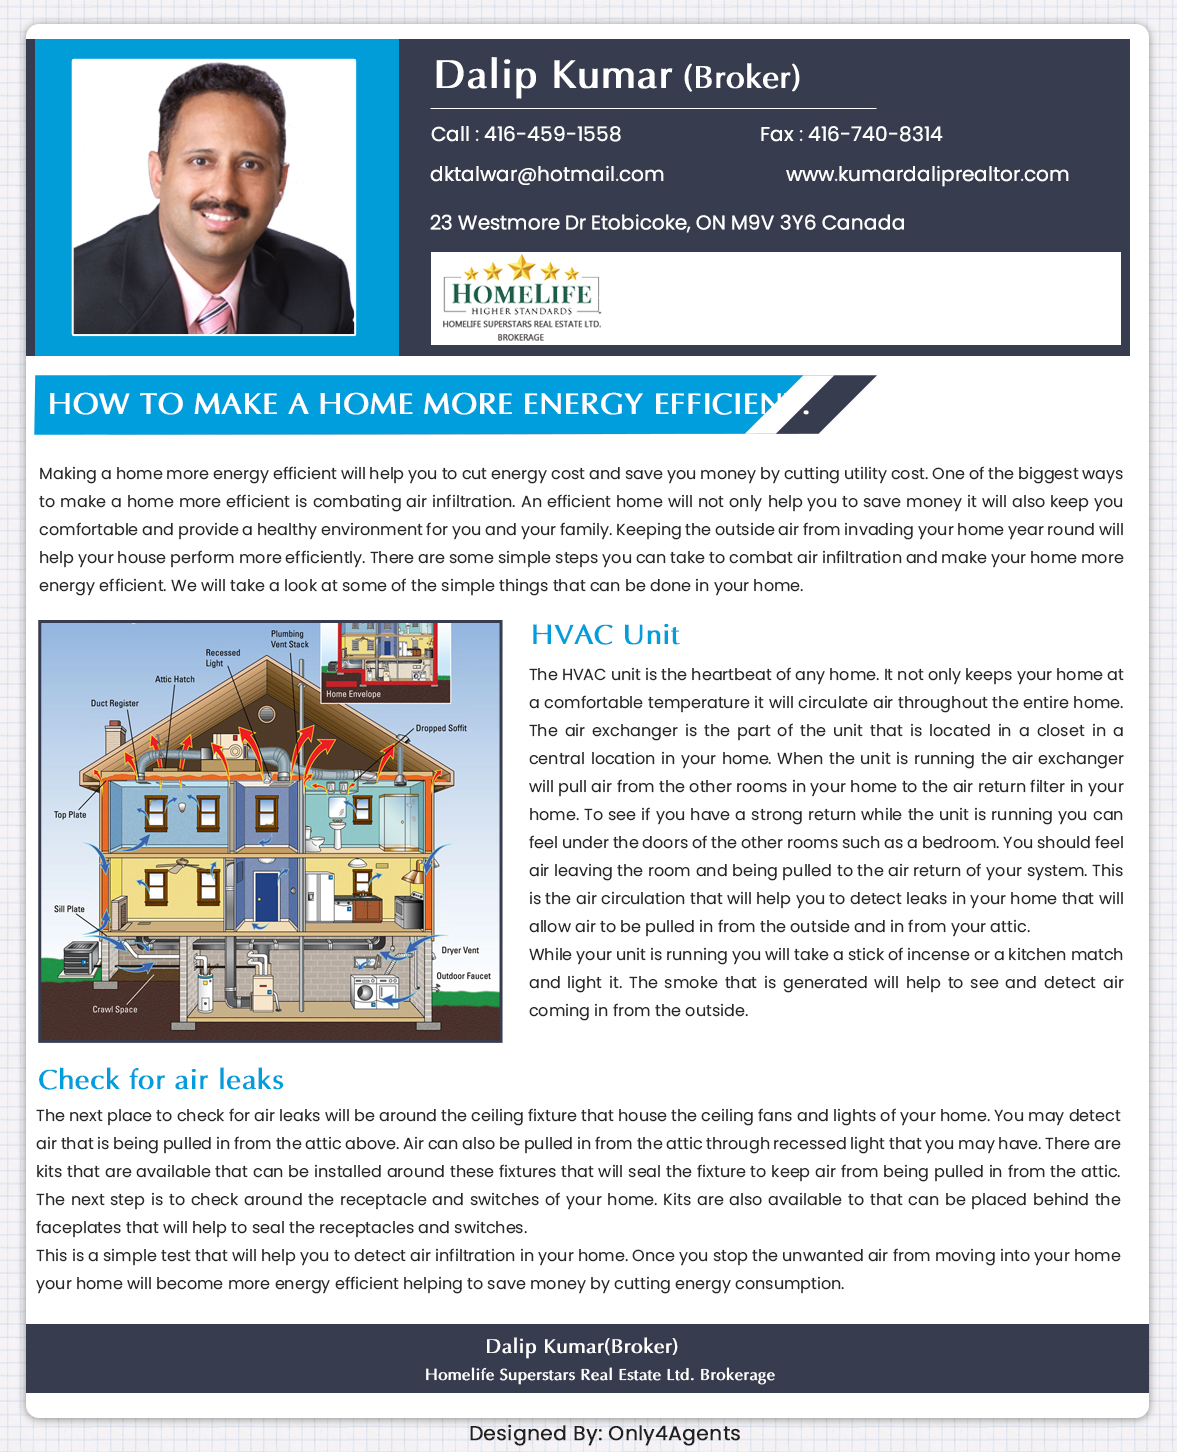 Dalip Kumar (Broker)
Call : 416-459-1558
Fax : 416-740-8314
dktalwar@hotmail.com
www.kumardaliprealtor.com
23 Westmore Dr Etobicoke, ON M9V 3Y6 Canada
HOMELIFE
HIGHER STANDARDS
HOMELIFE SUPERSTARS REAL ESTATE LTD.
BROKERAGE
HOW TO MAKE A HOME MORE ENERGY EFFICIENT.
Making a home more energy efficient will help you to cut energy cost and save you money by cutting utility cost. One of the biggest ways
to make a home more efficient is combating air infiltration. An efficient home will not only help you to save money it will also keep you
comfortable and provide a healthy environment for you and your family. Keeping the outside air from invading your home year round will
help your house perform more efficiently. There are some simple steps you can take to combat air infiltration and make your home more
energy efficient. We will take a look at some of the simple things that can be done in your home.
Plumbing
Vent Stack
Recessed
Light
Attic Hatch
Duct Register
Home Envelope
Dropped Soffit
Top Plate
Sill Plate
Dryer Vent
Outdoor Faucet
Crawl Space
HVAC Unit
The HVAC unit is the heartbeat of any home. It not only keeps your home at
a comfortable temperature it will circulate air throughout the entire home.
The air exchanger is the part of the unit that is located in a closet in a
central location in your home. When the unit is running the air exchanger
will pull air from the other rooms in your home to the air return filter in your
home. To see if you have a strong return while the unit is running you can
feel under the doors of the other rooms such as a bedroom. You should feel
air leaving the room and being pulled to the air return of your system. This
is the air circulation that will help you to detect leaks in your home that will
allow air to be pulled in from the outside and in from your attic.
While your unit is running you will take a stick of incense or a kitchen match
and light it. The smoke that is generated will help to see and detect air
coming in from the outside.
Check for air leaks
The next place to check for air leaks will be around the ceiling fixture that house the ceiling fans and lights of your home. You may detect
air that is being pulled in from the attic above. Air can also be pulled in from the attic through recessed light that you may have. There are
kits that are available that can be installed around these fixtures that will seal the fixture to keep air from being pulled in from the attic.
The next step is to check around the receptacle and switches of your home. Kits are also available to that can be placed behind the
faceplates that will help to seal the receptacles and switches.
This is a simple test that will help you to detect air infiltration in your home. Once you stop the unwanted air from moving into your home
your home will become more energy efficient helping to save money by cutting energy consumption.
Dalip Kumar(Broker)
Homelife Superstars Real Estate Ltd. Brokerage
Designed By: Only4Agents